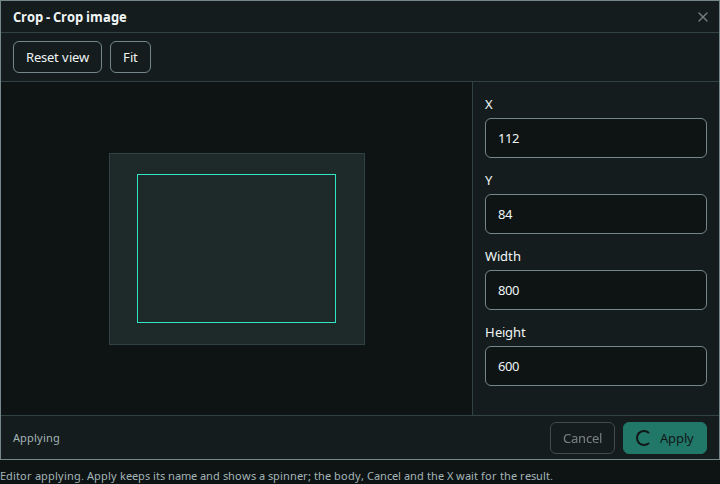 Crop - Crop image
Reset view
Fit
X
112
Y
84
Width
800
Height
600
Applying
Cancel
Apply
Editor applying. Apply keeps its name and shows a spinner; the body, Cancel and the X wait for the result.